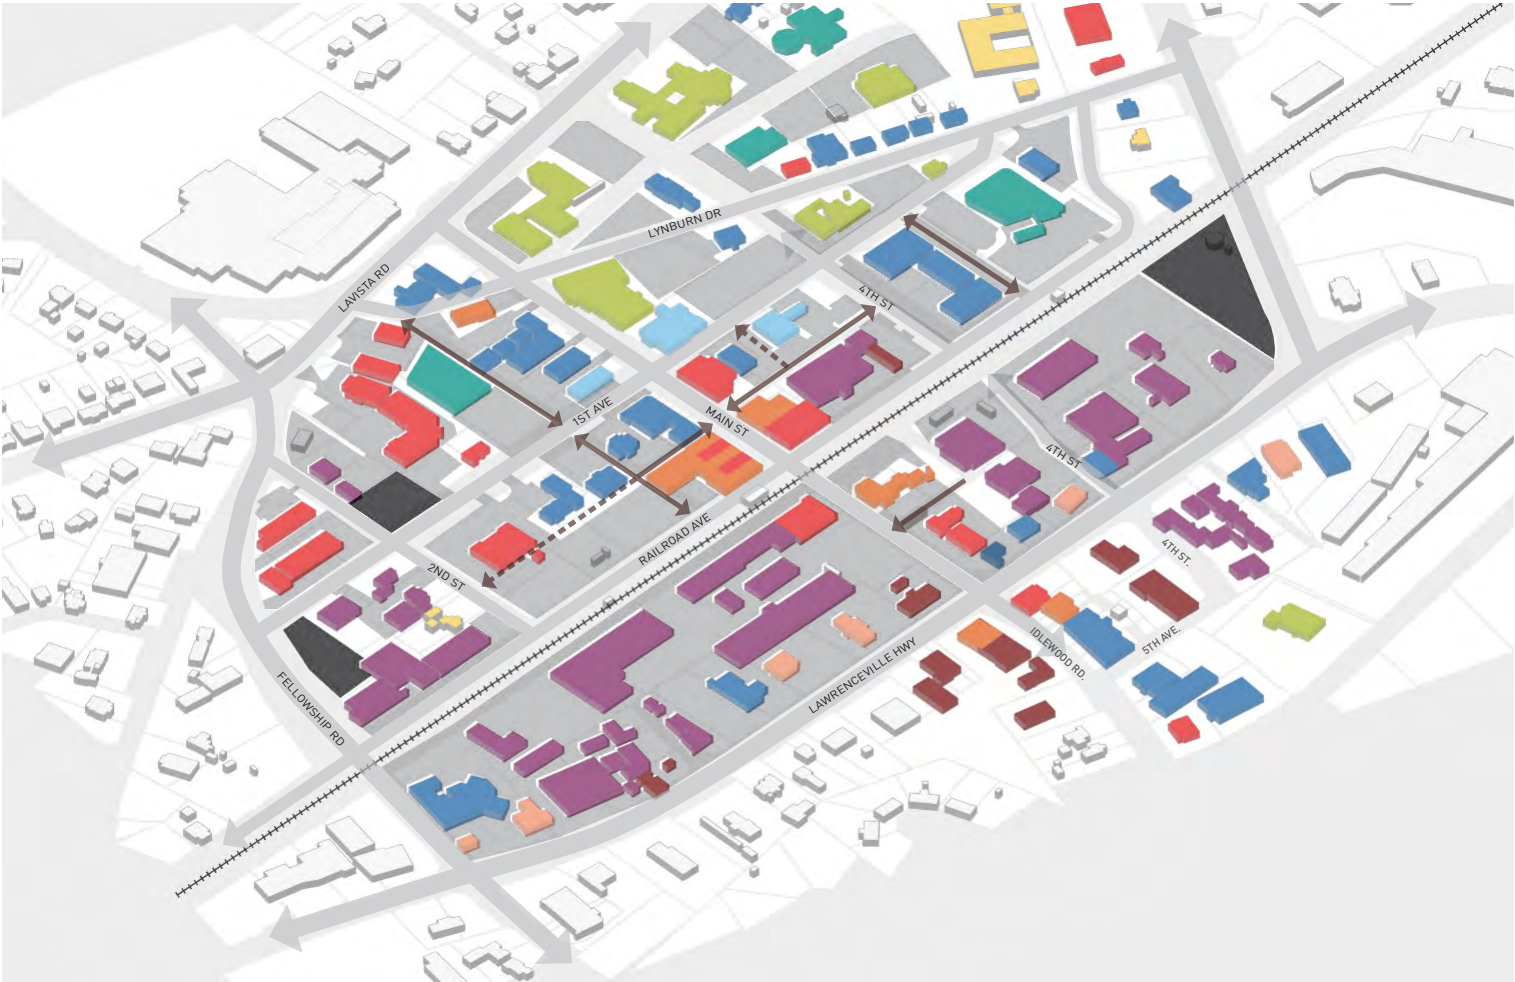 LYNBURN DR
LAVISTA RD
4TH ST
1ST AVE
MAIN ST
4TH ST
RAILROAD AVE
2ND ST
4TH ST.
IDLEWOOD RD.
5TH AVE.
LAWRENCEVILLE HWY
FELLOWSHIP RD